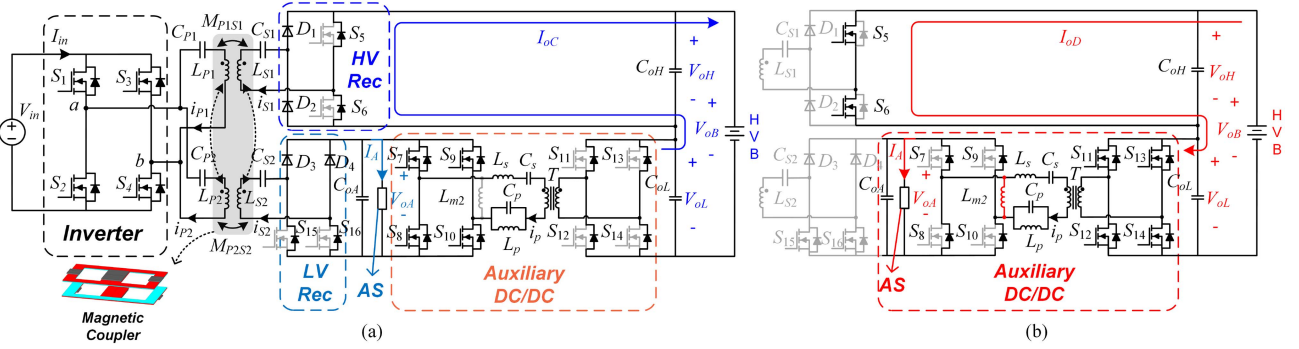 I_in
V_in
S_1
S_3
a
b
S_2
S_4
Inverter
C_P1
M_P1S1
C_S1
L_P1
L_S1
i_P1
i_S1
C_P2
C_S2
L_P2
L_S2
i_P2
i_S2
M_P2S2
Magnetic
Coupler
D_1
S_5
HV
Rec
D_2
S_6
I_oC
C_oH
+
V_oH
-
+
V_oB
-
H
V
B
D_3
D_4
S_15
S_16
LV
Rec
C_oA
I_A
+
V_oA
-
AS
S_7
S_9
L_s
C_s
S_11
S_13
L_m2
C_p
T
C_oL
+
V_oL
-
S_8
S_10
L_p
i_p
S_12
S_14
Auxiliary
DC/DC
(a)
C_S1
D_1
S_5
L_S1
D_2
S_6
I_oD
C_oH
+
V_oH
-
+
V_oB
-
H
V
B
C_S2
D_3
L_S2
S_15
S_16
C_oA
I_A
+
V_oA
-
AS
S_7
S_9
L_s
C_s
S_11
S_13
L_m2
C_p
T
C_oL
+
V_oL
-
S_8
S_10
L_p
i_p
S_12
S_14
Auxiliary
DC/DC
(b)